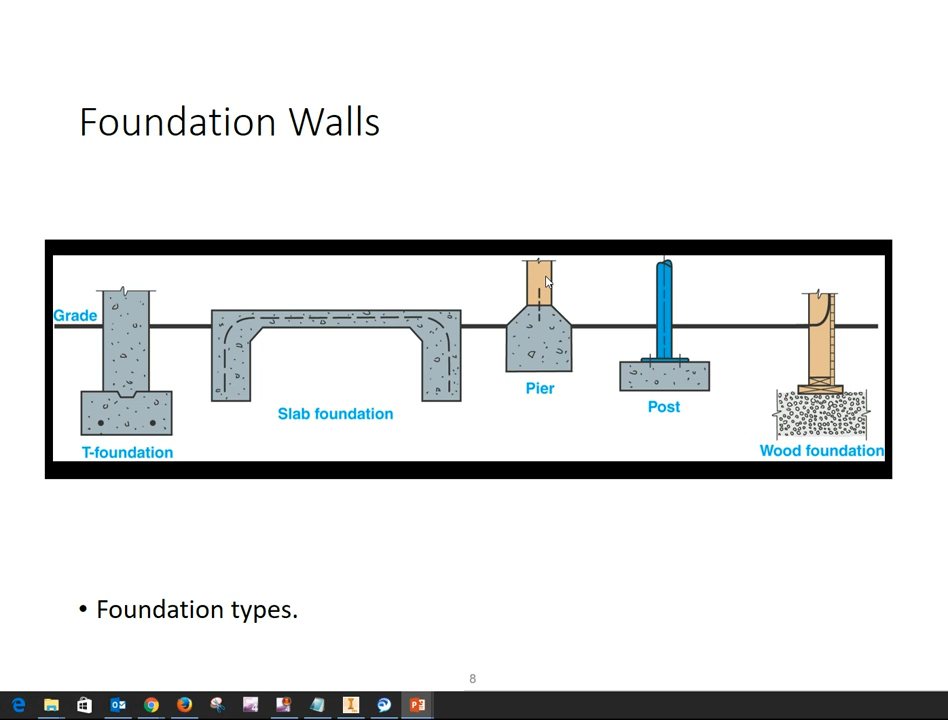 Foundation Walls
Grade
T-foundation
Slab foundation
Pier
Post
Wood foundation
• Foundation types.
8